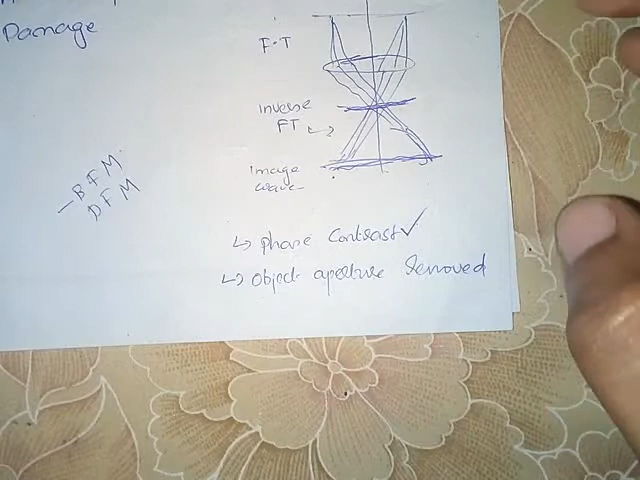 Damage
F.T
inverse
FT
image
wave
- BFM
DFM
↳ phase contrast ✓
↳ object aperture removed